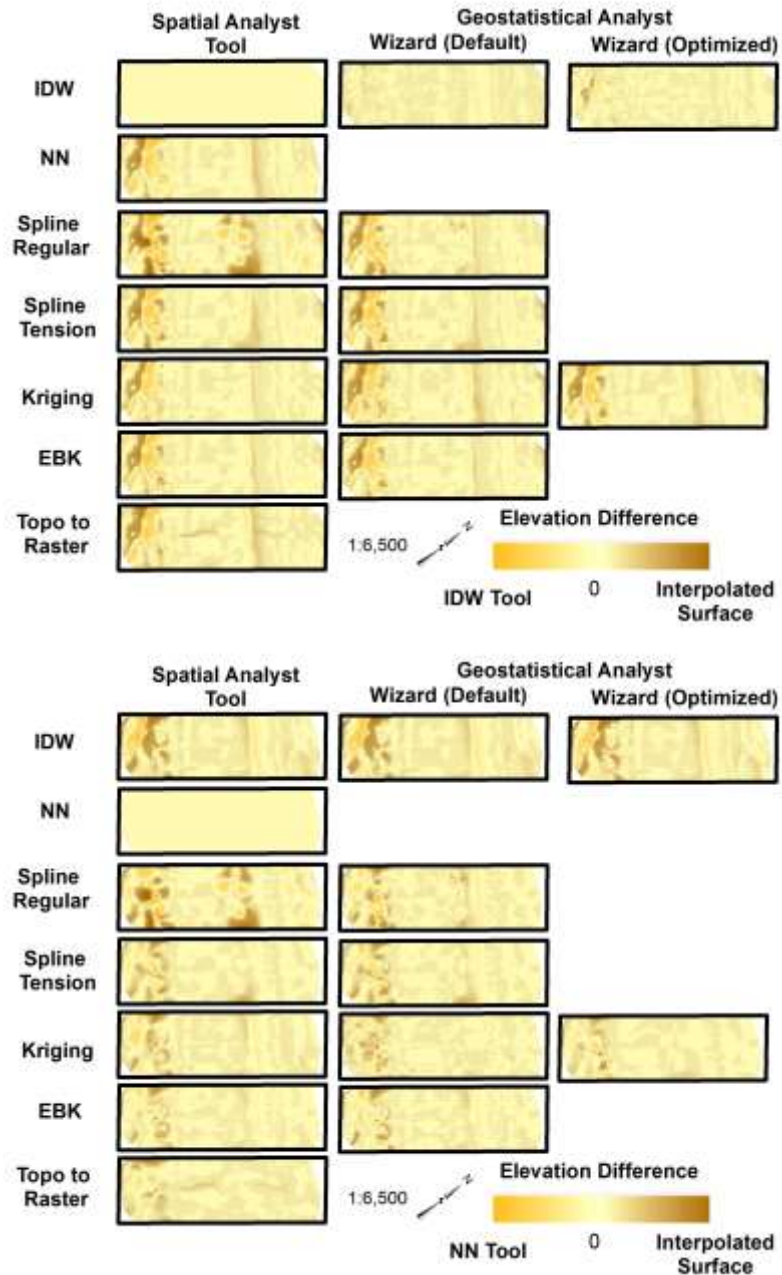 Spatial Analyst
Tool
Geostatistical Analyst
Wizard (Default)
Wizard (Optimized)
IDW
NN
Spline
Regular
Spline
Tension
Kriging
EBK
Topo to
Raster
1:6,500
N
Elevation Difference
IDW Tool
0
Interpolated
Surface
Spatial Analyst
Tool
Geostatistical Analyst
Wizard (Default)
Wizard (Optimized)
IDW
NN
Spline
Regular
Spline
Tension
Kriging
EBK
Topo to
Raster
1:6,500
N
Elevation Difference
NN Tool
0
Interpolated
Surface